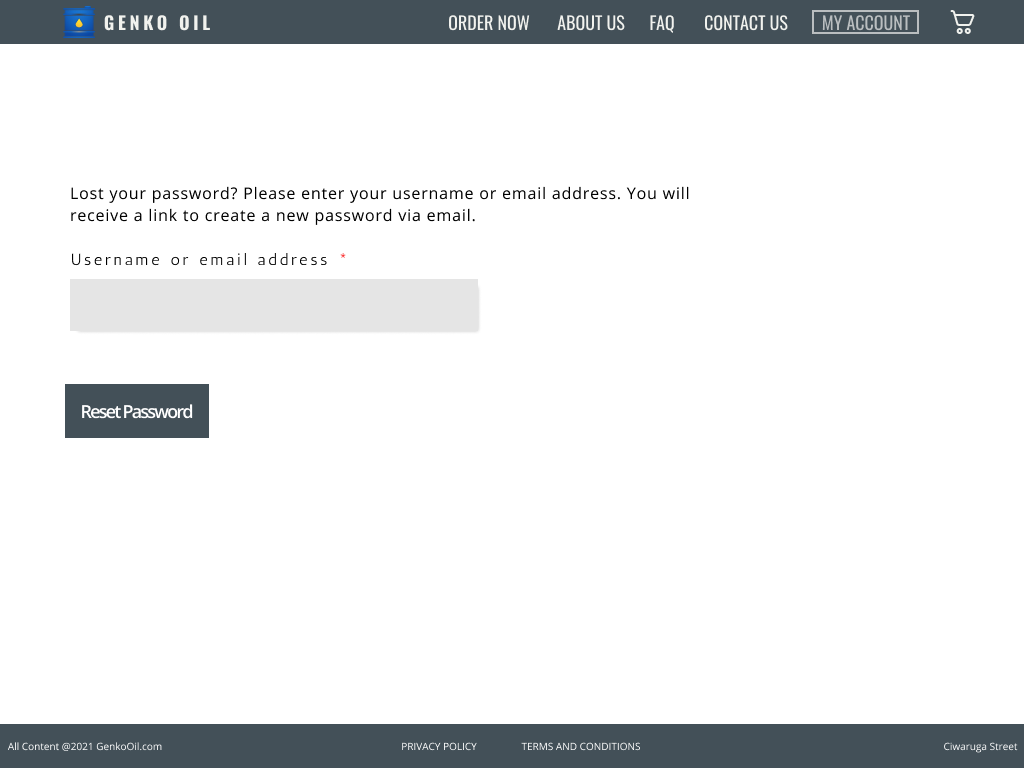 GENKO OIL
ORDER NOW
ABOUT US
FAQ
CONTACT US
MY ACCOUNT
Lost your password? Please enter your username or email address. You will
receive a link to create a new password via email.
Username or email address *
Reset Password
All Content @2021 GenkoOil.com
PRIVACY POLICY
TERMS AND CONDITIONS
Ciwaruga Street